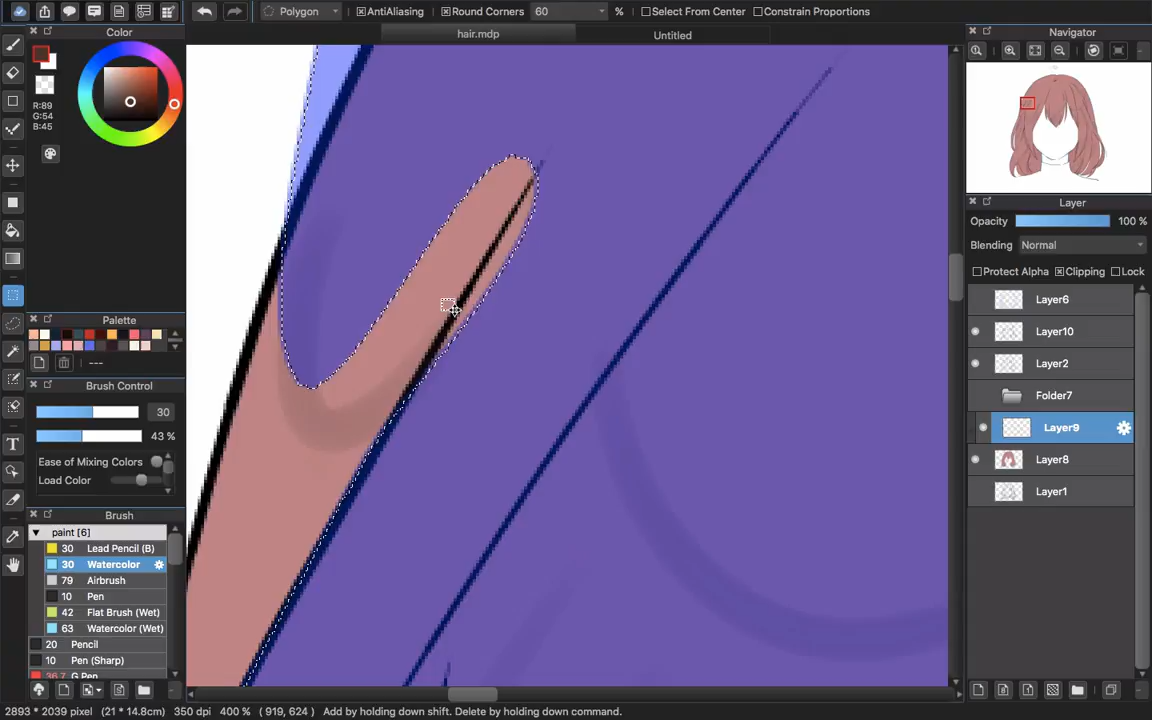 Polygon
AntiAliasing
Round Corners
60
%
Select From Center
Constrain Proportions
hair.mdp
Untitled
Color
R:89
G:54
B:45
Palette
---
Brush Control
30
43 %
Ease of Mixing Colors
Load Color
Brush
paint [6]
30 Lead Pencil (B)
30 Watercolor
79 Airbrush
10 Pen
42 Flat Brush (Wet)
63 Watercolor (Wet)
20 Pencil
10 Pen (Sharp)
36.7 G Pen
Navigator
Layer
Opacity
100 %
Blending
Normal
Protect Alpha
Clipping
Lock
Layer6
Layer10
Layer2
Folder7
Layer9
Layer8
Layer1
2893 * 2039 pixel (21 * 14.8cm) 350 dpi 400 % ( 919, 624 ) Add by holding down shift. Delete by holding down command.